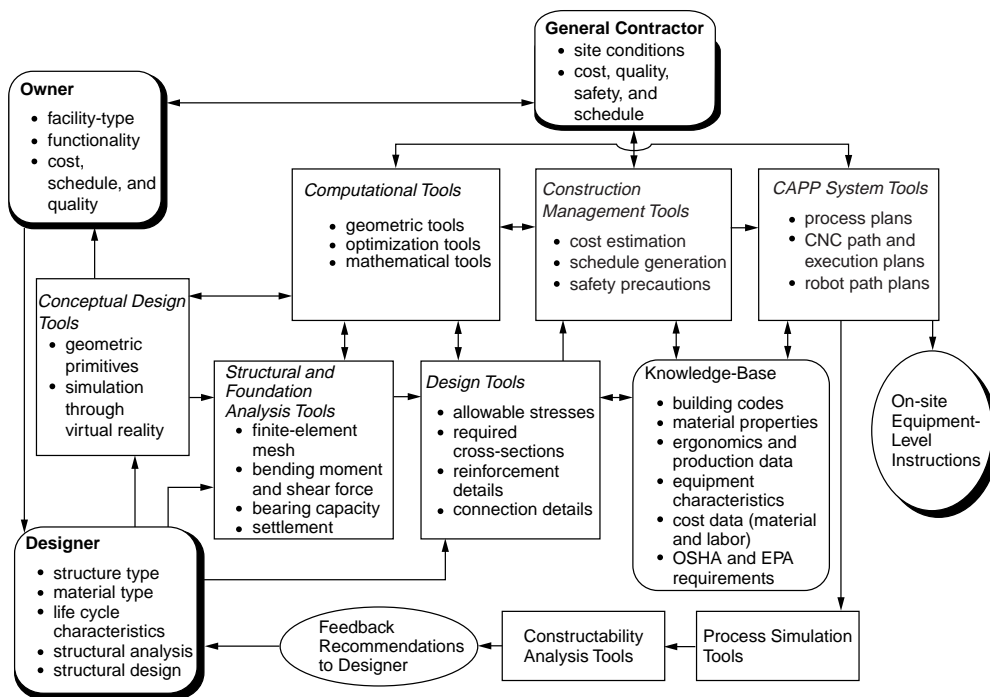 General Contractor
• site conditions
• cost, quality,
safety, and
schedule
Owner
• facility-type
• functionality
• cost,
schedule, and
quality
Computational Tools
• geometric tools
• optimization tools
• mathematical tools
Construction
Management Tools
• cost estimation
• schedule generation
• safety precautions
CAPP System Tools
• process plans
• CNC path and
execution plans
• robot path plans
Conceptual Design
Tools
• geometric
primitives
• simulation
through
virtual reality
Structural and
Foundation
Analysis Tools
• finite-element
mesh
• bending moment
and shear force
• bearing capacity
• settlement
Design Tools
• allowable stresses
• required
cross-sections
• reinforcement
details
• connection details
Knowledge-Base
• building codes
• material properties
• ergonomics and
production data
• equipment
characteristics
• cost data (material
and labor)
• OSHA and EPA
requirements
On-site
Equipment-
Level
Instructions
Designer
• structure type
• material type
• life cycle
characteristics
• structural analysis
• structural design
Feedback
Recommendations
to Designer
Constructability
Analysis Tools
Process Simulation
Tools